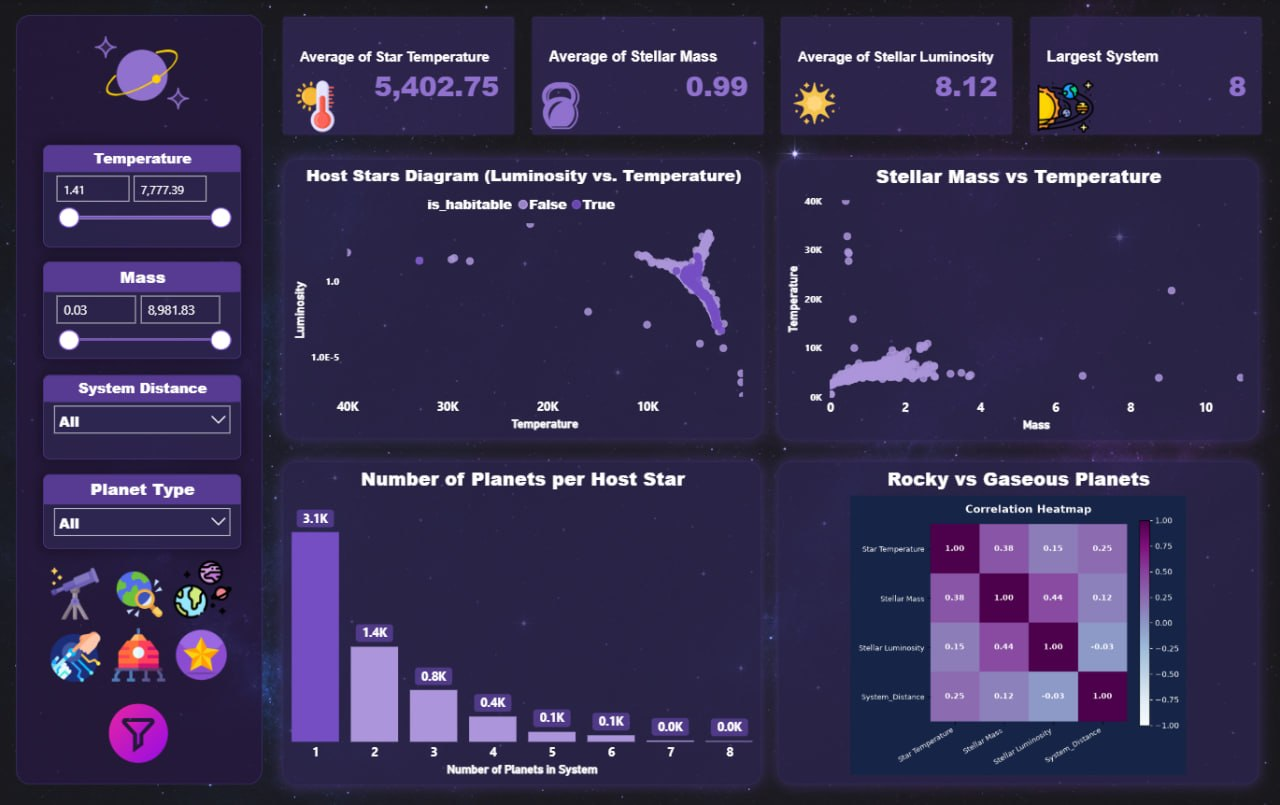 Temperature
1.41
7,777.39
Mass
0.03
8,981.83
System Distance
All
Planet Type
All
Average of Star Temperature
5,402.75
Average of Stellar Mass
0.99
Average of Stellar Luminosity
8.12
Largest System
8
Host Stars Diagram (Luminosity vs. Temperature)
is_habitable False True
Luminosity
1.0
1.0E-5
40K 30K 20K 10K
Temperature
Stellar Mass vs Temperature
Temperature
40K
30K
20K
10K
0K
0 2 4 6 8 10
Mass
Number of Planets per Host Star
3.1K
1.4K
0.8K
0.4K
0.1K
0.1K
0.0K
0.0K
1 2 3 4 5 6 7 8
Number of Planets in System
Rocky vs Gaseous Planets
Correlation Heatmap
Star Temperature 1.00 0.38 0.15 0.25
Stellar Mass 0.38 1.00 0.44 0.12
Stellar Luminosity 0.15 0.44 1.00 -0.03
System_Distance 0.25 0.12 -0.03 1.00
Star Temperature
Stellar Mass
Stellar Luminosity
System_Distance
1.00
0.75
0.50
0.25
0.00
−0.25
−0.50
−0.75
−1.00